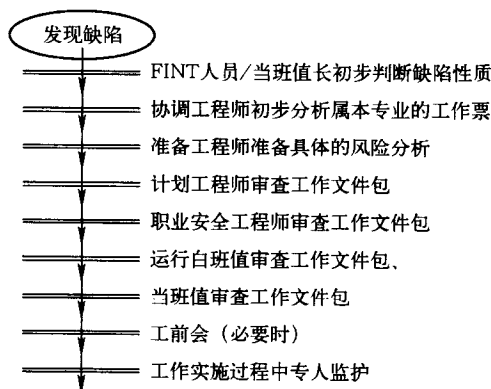 发现缺陷
FINT人员/当班值长初步判断缺陷性质
协调工程师初步分析属本专业的工作票
准备工程师准备具体的风险分析
计划工程师审查工作文件包
职业安全工程师审查工作文件包
运行白班值审查工作文件包、
当班值审查工作文件包
工前会（必要时）
工作实施过程中专人监护